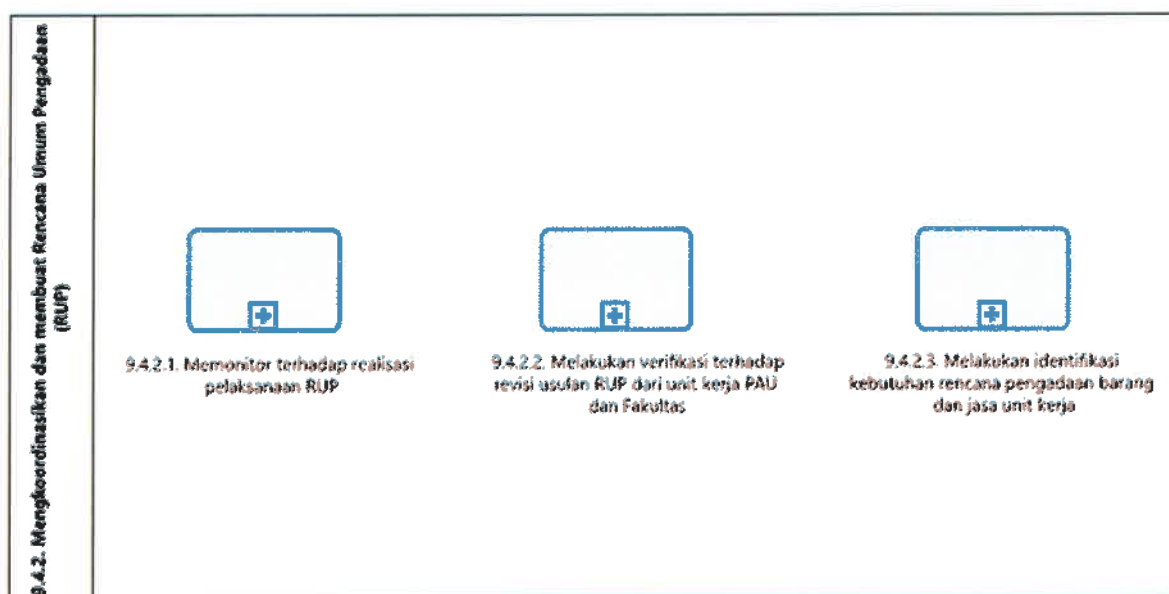 9.4.2. Mengkoordinasikan dan membuat Rencana Umum Pengadaan
(RUP)
9.4.2.1. Memonitor terhadap realisasi
pelaksanaan RUP
9.4.2.2. Melakukan verifikasi terhadap
revisi usulan RUP dari unit kerja PAU
dan Fakultas
9.4.2.3. Melakukan identifikasi
kebutuhan rencana pengadaan barang
dan jasa unit kerja